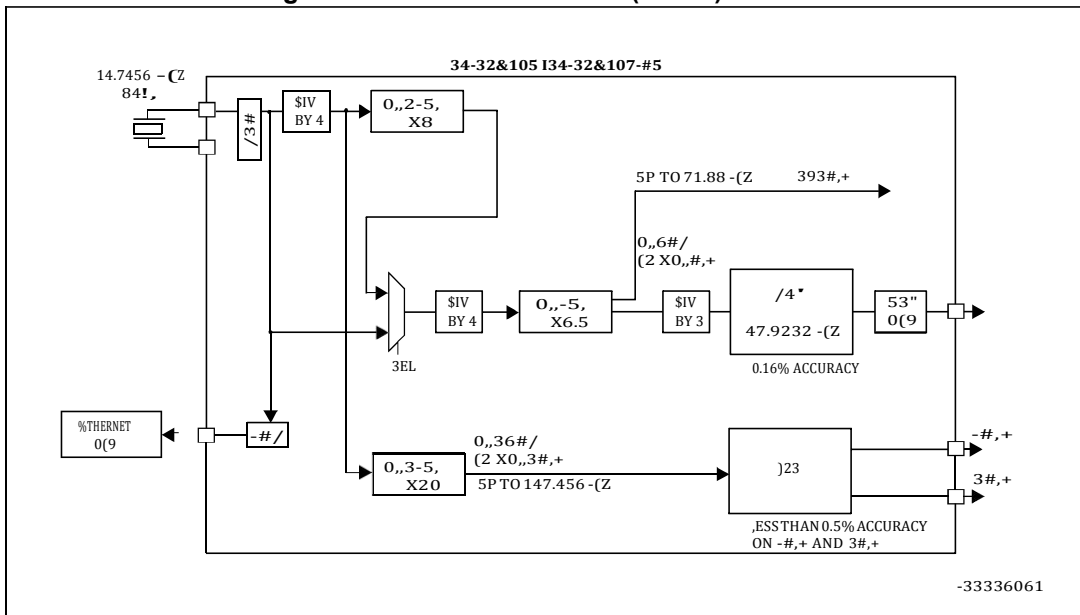 34-32&105 I34-32&107-#5
14.7456 –(Z
84!,
/3#
$IV
BY 4
0,,2-5,
X8
5P TO 71.88 -(Z
393#,+
0,,6#/
(2 X0,,#,+
$IV
BY 4
0,,-5,
X6.5
$IV
BY 3
/4'
47.9232 -(Z
53"
0(9
3EL
0.16% ACCURACY
%THERNET
0(9
-#/
0,,3-5,
X20
0,,36#/
(2 X0,,3#,+
5P TO 147.456 -(Z
)23
-#,+
3#,+
,ESS THAN 0.5% ACCURACY
ON -#,+ AND 3#,+
-33336061